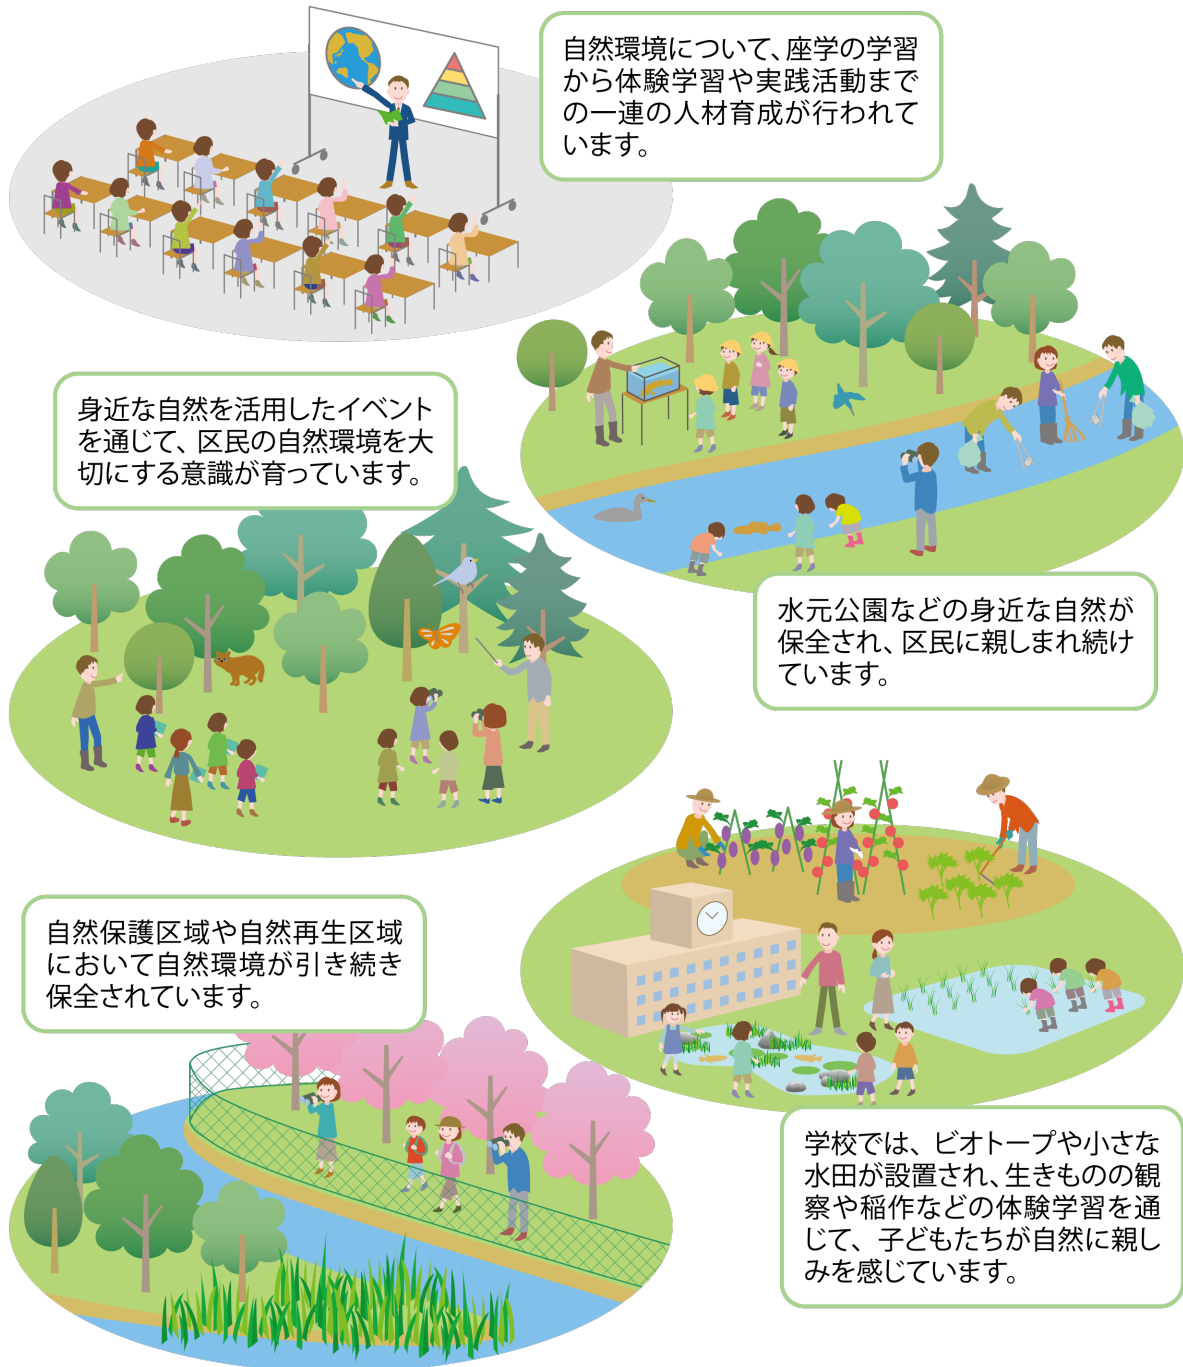 自然環境について、座学の学習
から体験学習や実践活動まで
の一連の人材育成が行われて
います。
身近な自然を活用したイベント
を通じて、区民の自然環境を大
切にする意識が育っています。
水元公園などの身近な自然が
保全され、区民に親しまれ続け
ています。
自然保護区域や自然再生区域
において自然環境が引き続き
保全されています。
学校では、ビオトープや小さな
水田が設置され、生きものの観
察や稲作などの体験学習を通
じて、子どもたちが自然に親し
みを感じています。